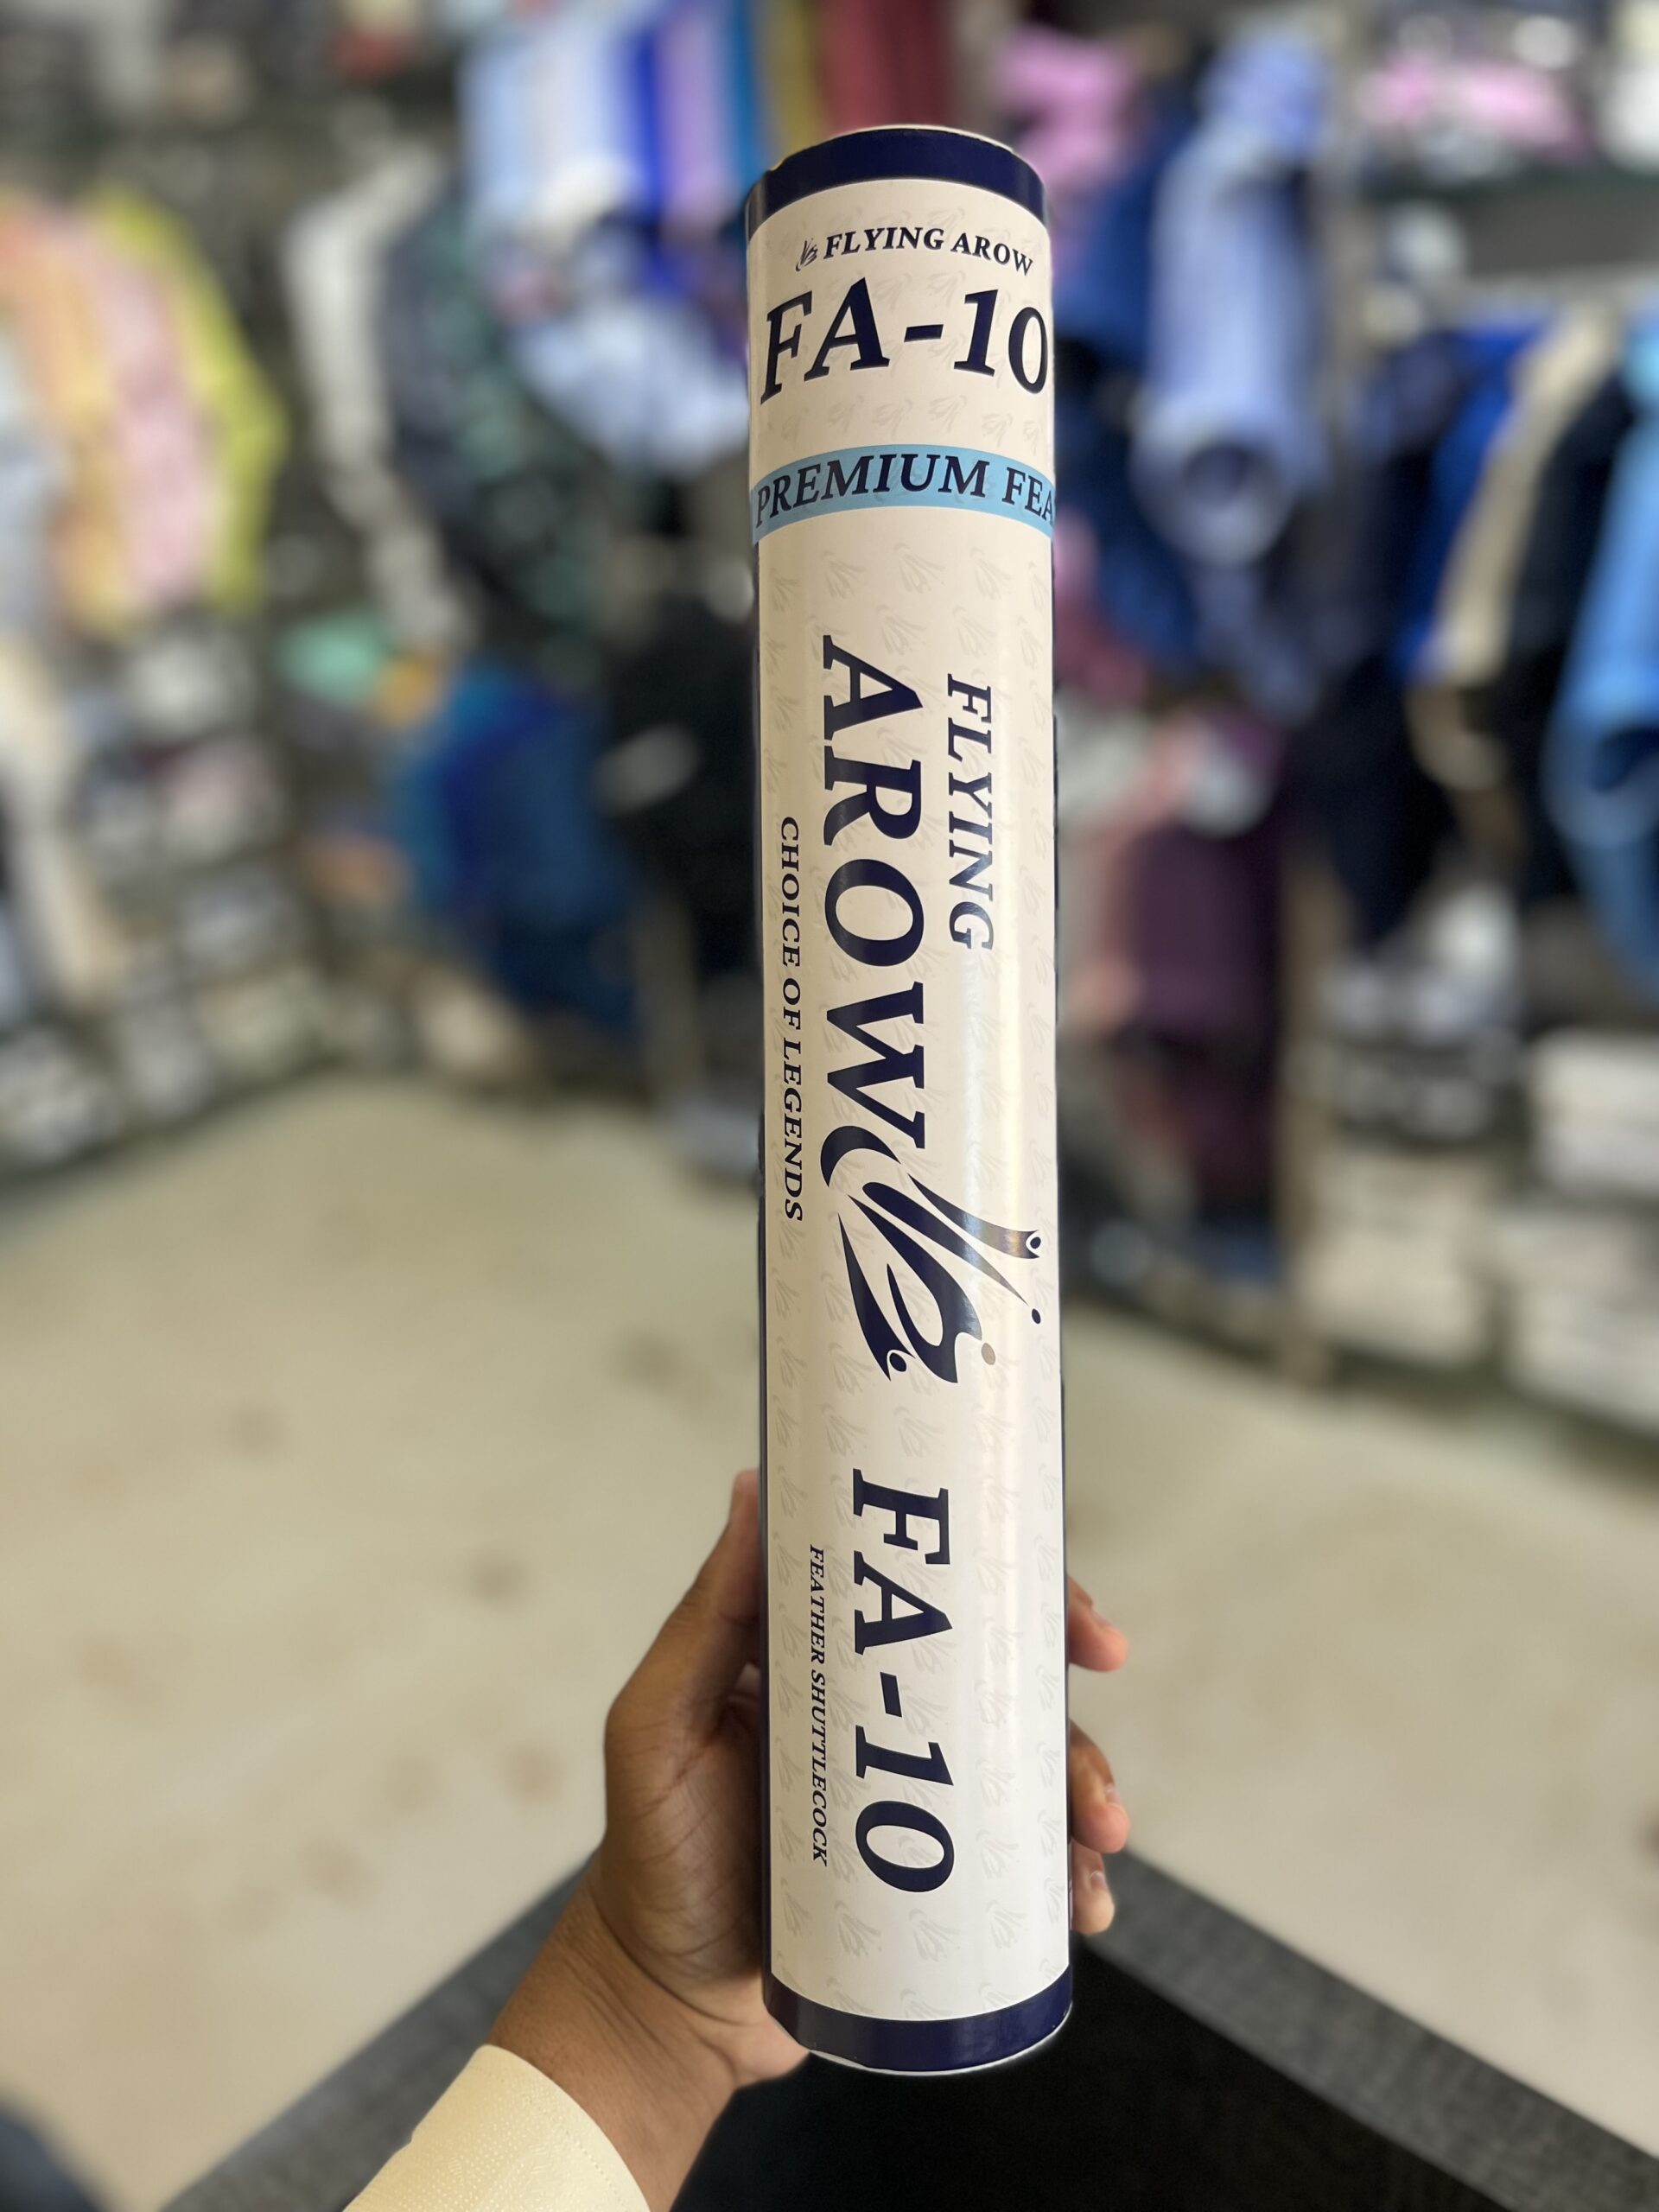 FLYING AROW
FA-10
PREMIUM FEA
FLYING
AROW
CHOICE OF LEGENDS
FA-10
FEATHER SHUTTLECOCK